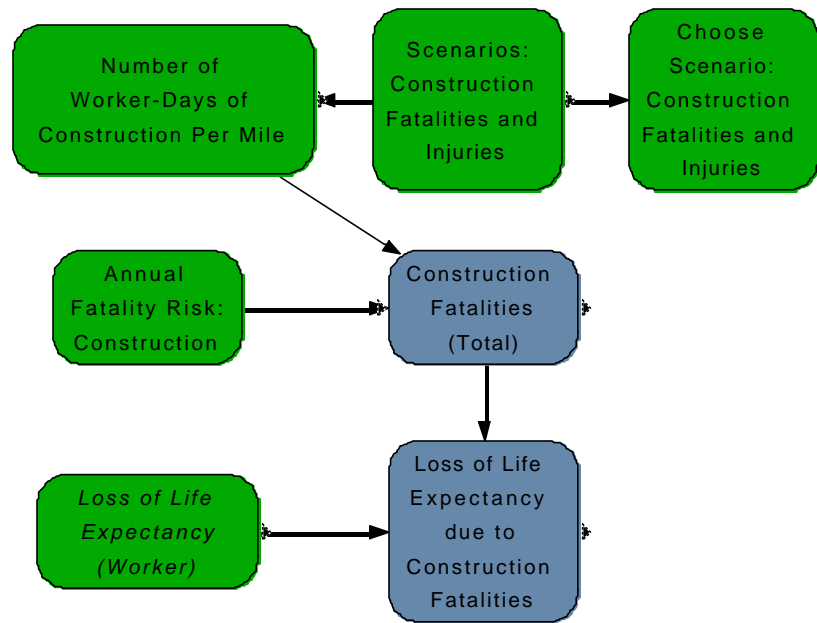 Number of
Worker-Days of
Construction Per Mile
Scenarios:
Construction
Fatalities and
Injuries
Choose
Scenario:
Construction
Fatalities and
Injuries
Annual
Fatality Risk:
Construction
Construction
Fatalities
(Total)
Loss of Life
Expectancy
(Worker)
Loss of Life
Expectancy
due to
Construction
Fatalities